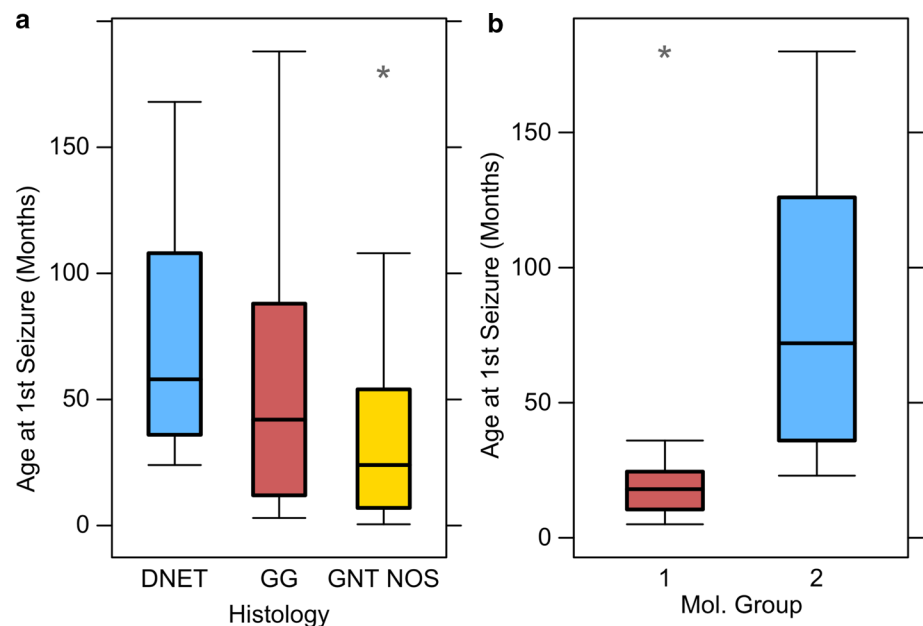 a
Age at 1st Seizure (Months)
150
100
50
0
DNET GG GNT NOS
Histology
*
b
Age at 1st Seizure (Months)
150
100
50
0
1 2
Mol. Group
*